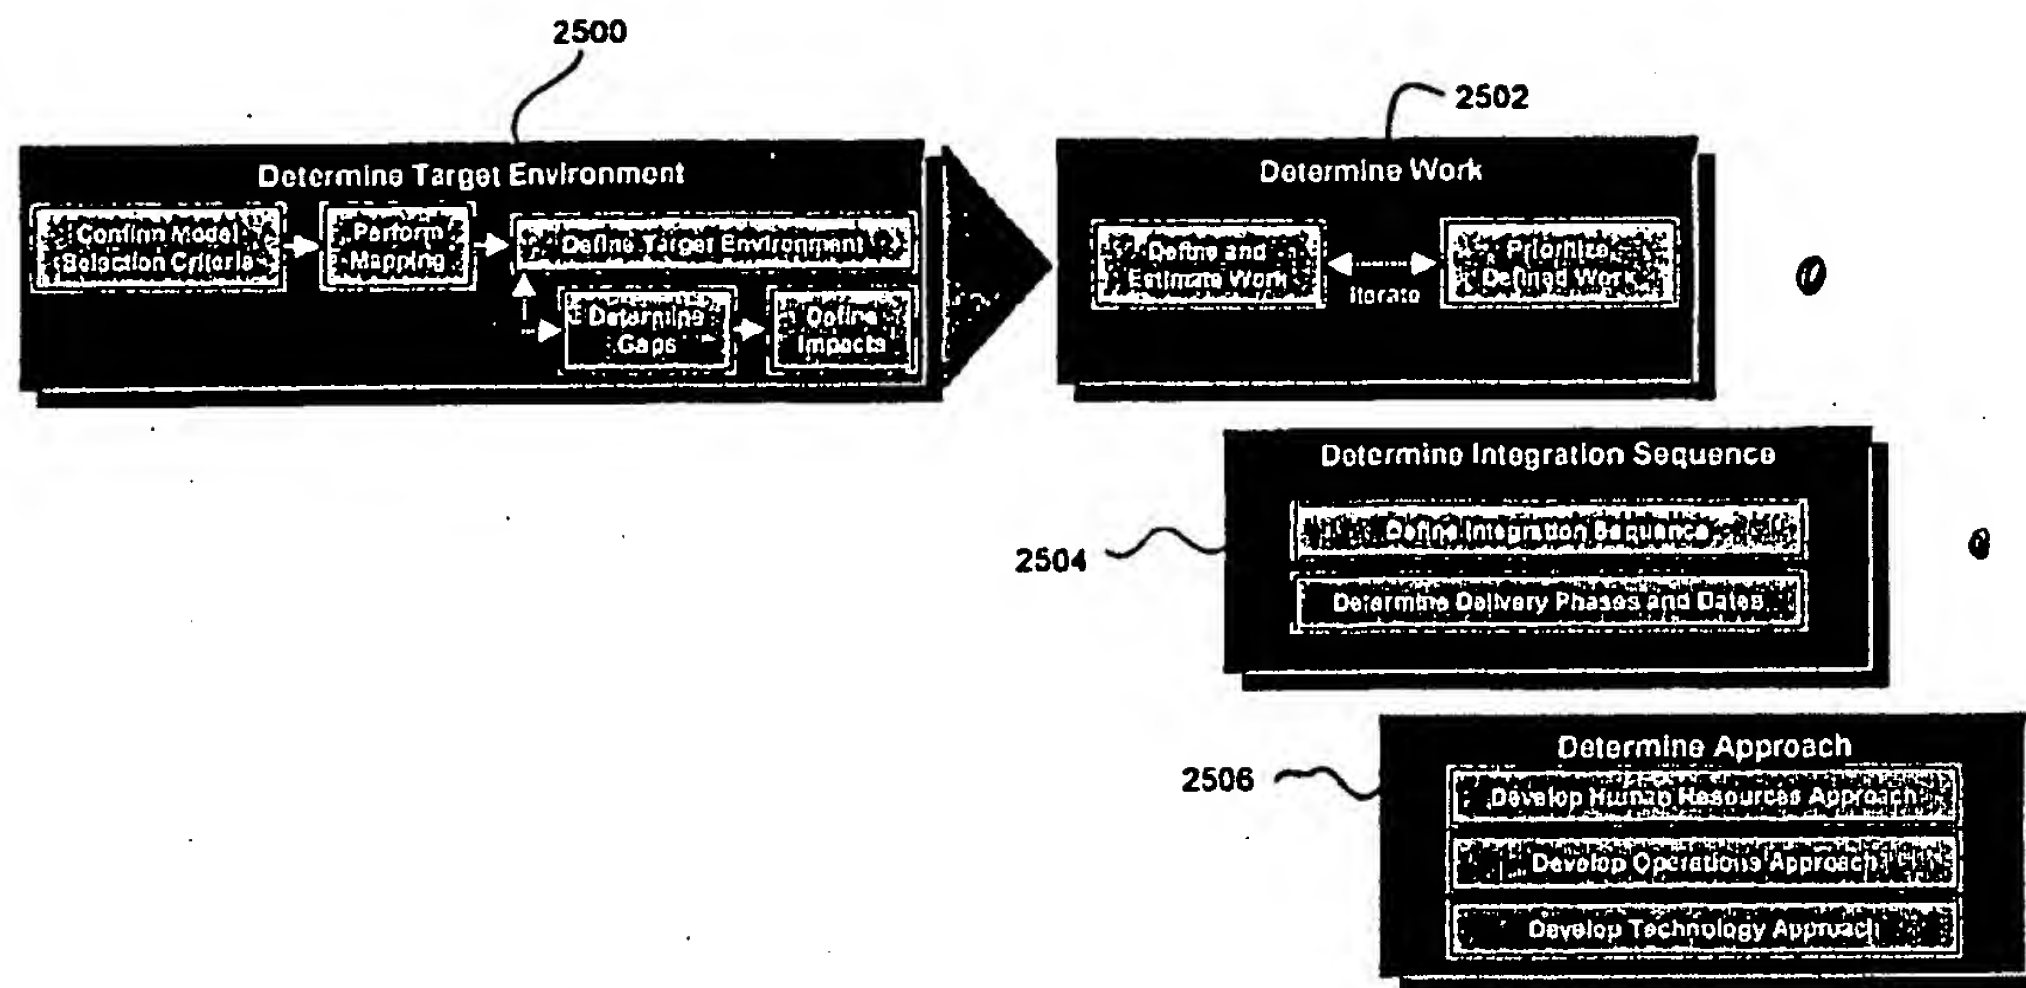 2500
2502
Determine Target Environment
Confirm Model
Selection Criteria
Perform
Mapping
Define Target Environment
Determine
Gaps
Define
Impacts
Determine Work
Define and
Estimate Work
Iterate
Prioritize
Defined Work
2504
Determine Integration Sequence
Define Integration Sequence
Determine Delivery Phases and Dates
2506
Determine Approach
Develop Human Resources Approach
Develop Operations Approach
Develop Technology Approach